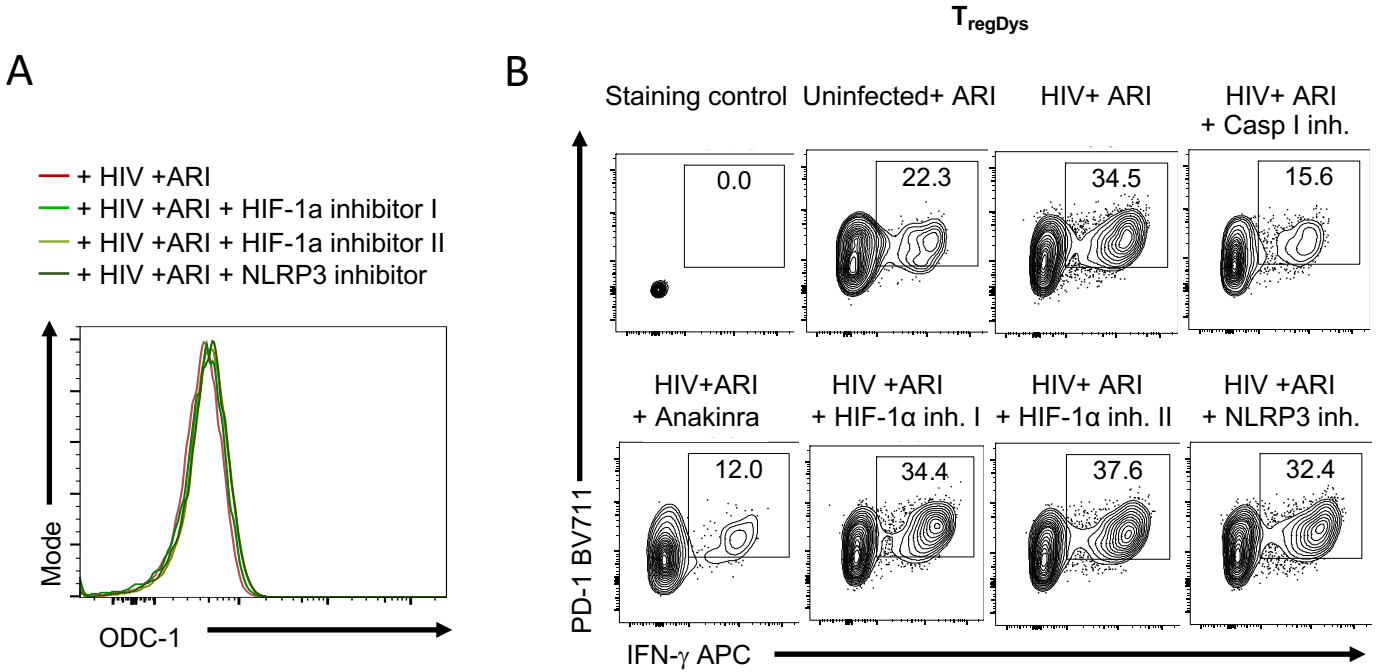 A
+ HIV +ARI
+ HIV +ARI + HIF-1a inhibitor I
+ HIV +ARI + HIF-1a inhibitor II
+ HIV +ARI + NLRP3 inhibitor
Mode
ODC-1
B
TregDys
Staining control
0.0
Uninfected+ ARI
22.3
HIV+ ARI
34.5
HIV+ ARI
+ Casp I inh.
15.6
HIV+ARI
+ Anakinra
12.0
HIV +ARI
+ HIF-1α inh. I
34.4
HIV+ ARI
+ HIF-1α inh. II
37.6
HIV +ARI
+ NLRP3 inh.
32.4
PD-1 BV711
IFN-γ APC